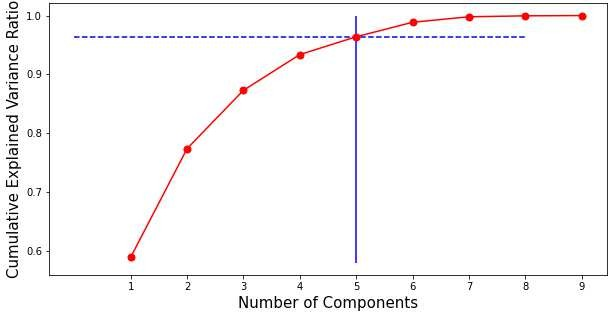 Cumulative Explained Variance Ratio
1.0
0.9
0.8
0.7
0.6
1 2 3 4 5 6 7 8 9
Number of Components